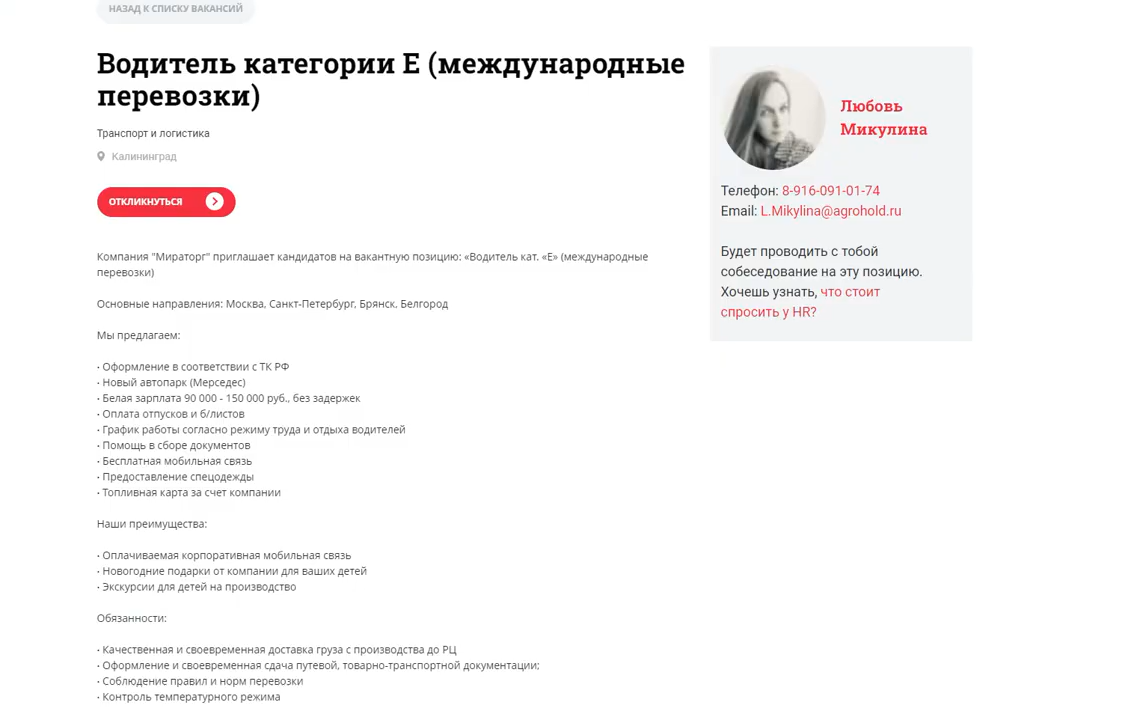 НАЗАД К СПИСКУ ВАКАНСИЙ
Водитель категории Е (международные
перевозки)
Транспорт и логистика
Калининград
ОТКЛИКНУТЬСЯ
Компания "Мираторг" приглашает кандидатов на вакантную позицию: «Водитель кат. «Е» (международные
перевозки)
Основные направления: Москва, Санкт-Петербург, Брянск, Белгород
Мы предлагаем:
• Оформление в соответствии с ТК РФ
• Новый автопарк (Мерседес)
• Белая зарплата 90 000 - 150 000 руб., без задержек
• Оплата отпусков и б/листов
• График работы согласно режиму труда и отдыха водителей
• Помощь в сборе документов
• Бесплатная мобильная связь
• Предоставление спецодежды
• Топливная карта за счет компании
Наши преимущества:
• Оплачиваемая корпоративная мобильная связь
• Новогодние подарки от компании для ваших детей
• Экскурсии для детей на производство
Обязанности:
• Качественная и своевременная доставка груза с производства до РЦ
• Оформление и своевременная сдача путевой, товарно-транспортной документации;
• Соблюдение правил и норм перевозки
• Контроль температурного режима
Любовь
Микулина
Телефон: 8-916-091-01-74
Email: L.Mikylina@agrohold.ru
Будет проводить с тобой
собеседование на эту позицию.
Хочешь узнать, что стоит
спросить у HR?